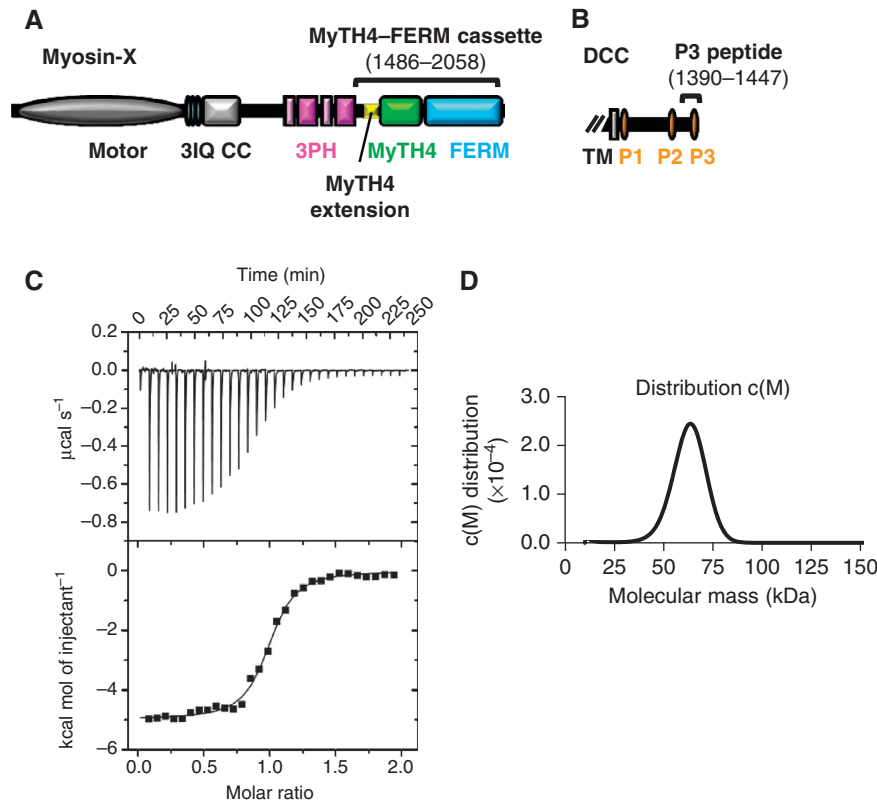 A
Myosin-X
MyTH4–FERM cassette
(1486–2058)
Motor
3IQ CC
3PH
MyTH4
FERM
MyTH4
extension
B
DCC
P3 peptide
(1390–1447)
TM
P1
P2
P3
C
Time (min)
0 25 50 75 100 125 150 175 200 225 250
0.2
0.0
−0.2
−0.4
−0.6
−0.8
μcal s−1
0
−2
−4
−6
kcal mol of injectant−1
0.0 0.5 1.0 1.5 2.0
Molar ratio
D
Distribution c(M)
3.0
2.0
1.0
0.0
c(M) distribution
(×10−4)
0 25 50 75 100 125 150
Molecular mass (kDa)